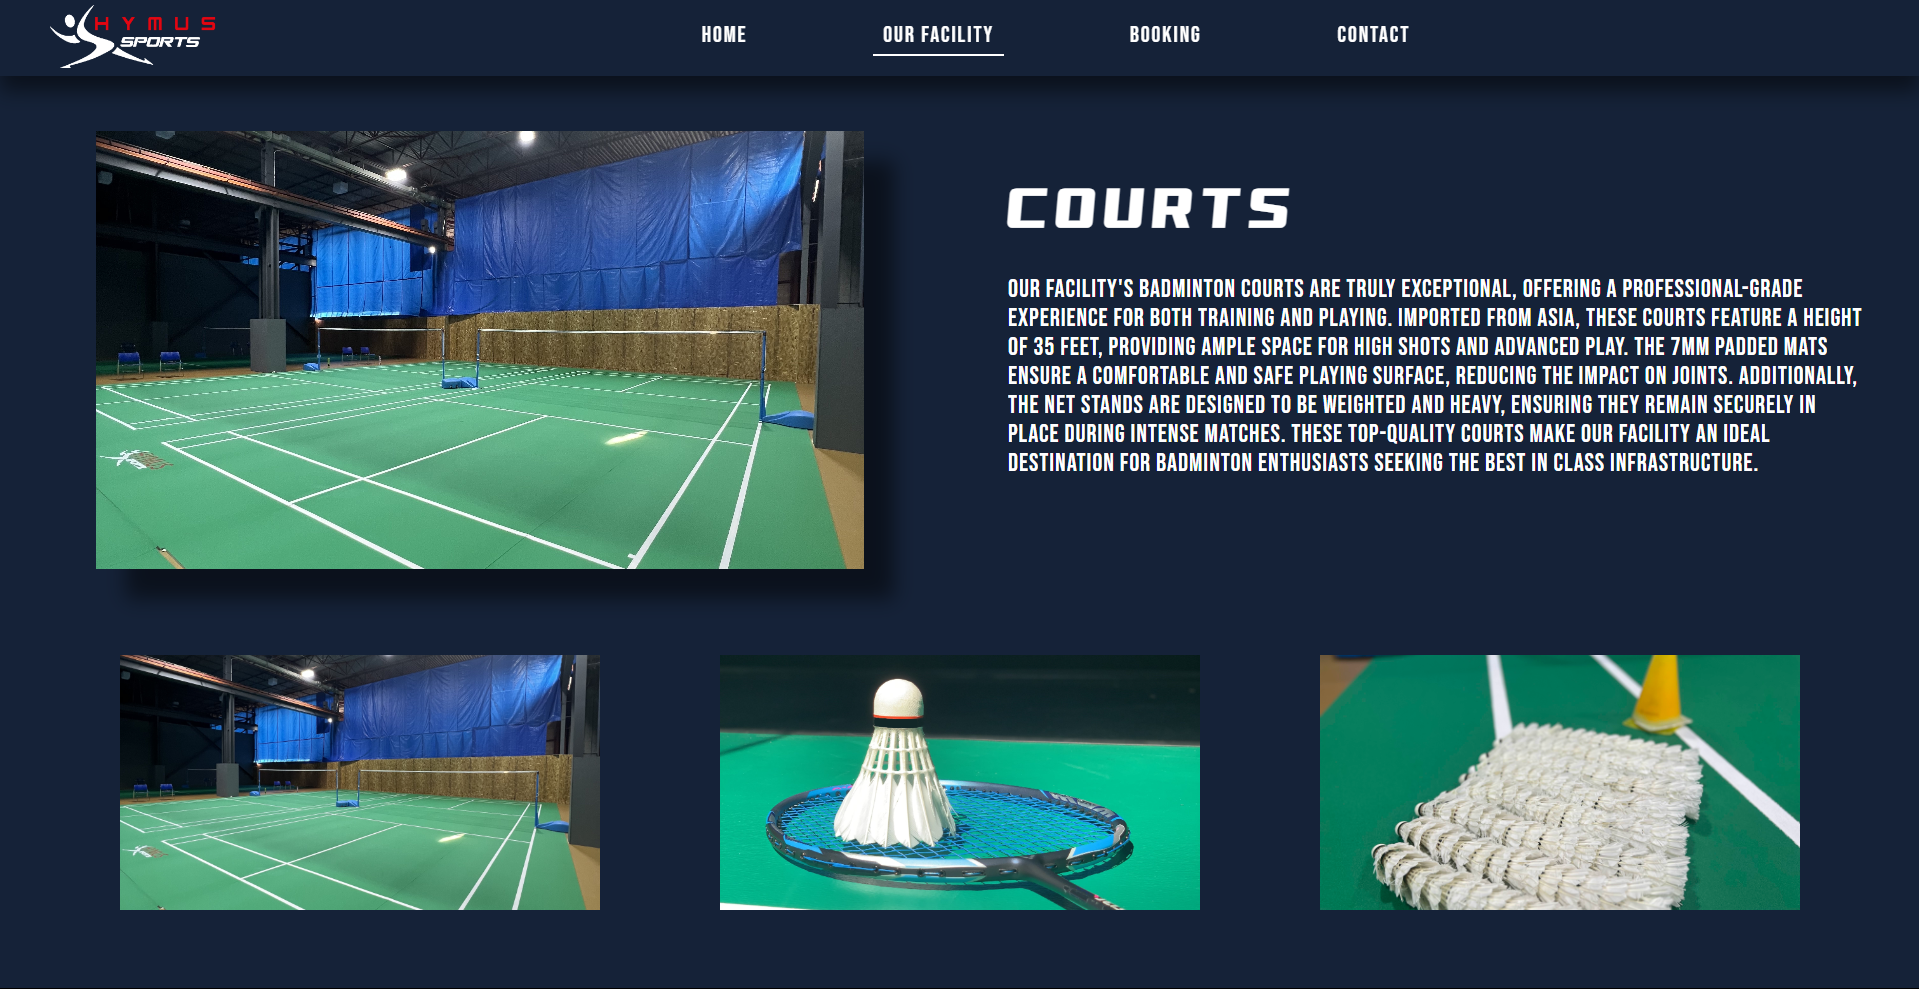 HYMUS
SPORTS
HOME
OUR FACILITY
BOOKING
CONTACT
COURTS
OUR FACILITY'S BADMINTON COURTS ARE TRULY EXCEPTIONAL, OFFERING A PROFESSIONAL-GRADE
EXPERIENCE FOR BOTH TRAINING AND PLAYING. IMPORTED FROM ASIA, THESE COURTS FEATURE A HEIGHT
OF 35 FEET, PROVIDING AMPLE SPACE FOR HIGH SHOTS AND ADVANCED PLAY. THE 7MM PADDED MATS
ENSURE A COMFORTABLE AND SAFE PLAYING SURFACE, REDUCING THE IMPACT ON JOINTS. ADDITIONALLY,
THE NET STANDS ARE DESIGNED TO BE WEIGHTED AND HEAVY, ENSURING THEY REMAIN SECURELY IN
PLACE DURING INTENSE MATCHES. THESE TOP-QUALITY COURTS MAKE OUR FACILITY AN IDEAL
DESTINATION FOR BADMINTON ENTHUSIASTS SEEKING THE BEST IN CLASS INFRASTRUCTURE.